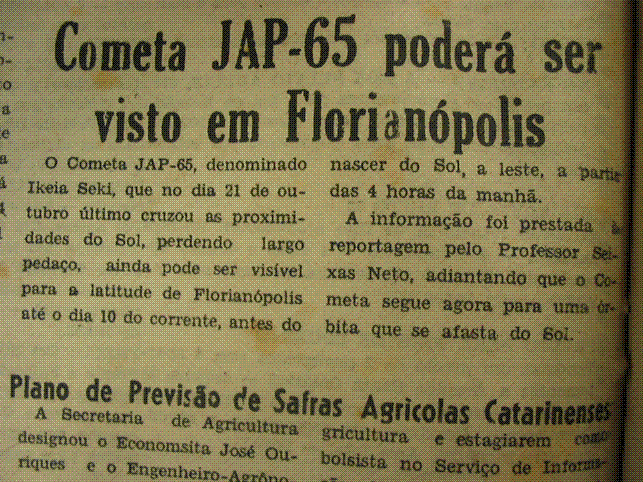 Cometa JAP-65 poderá ser
visto em Florianópolis
O Cometa JAP-65, denominado
Ikeia Seki, que no dia 21 de ou-
tubro último cruzou as proximi-
dades do Sol, perdendo largo
pedaço, ainda pode ser visível
para a latitude de Florianópolis
até o dia 10 do corrente, antes do
nascer do Sol, a leste, a partir
das 4 horas da manhã.
A informação foi prestada à
reportagem pelo Professor Sei-
xas Neto, adiantando que o Co-
meta segue agora para uma ór-
bita que se afasta do Sol.
Plano de Previsão de Safras Agricolas Catarinenses
A Secretaria de Agricultura
designou o Economsita José Ou-
riques e o Engenheiro-Agrôno
gricultura e estagiarem como
bolsista no Serviço de Informa-